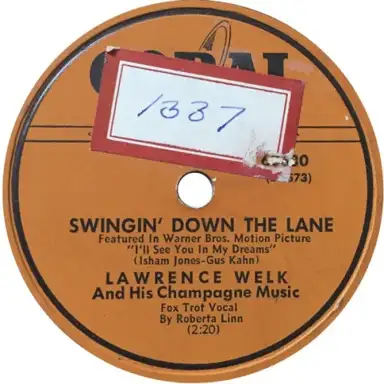 CORAL
1337
SWINGIN' DOWN THE LANE
Featured In Warner Bros. Motion Picture
"I'll See You In My Dreams"
(Isham Jones-Gus Kahn)
LAWRENCE WELK
And His Champagne Music
Fox Trot Vocal
By Roberta Linn
(2:20)